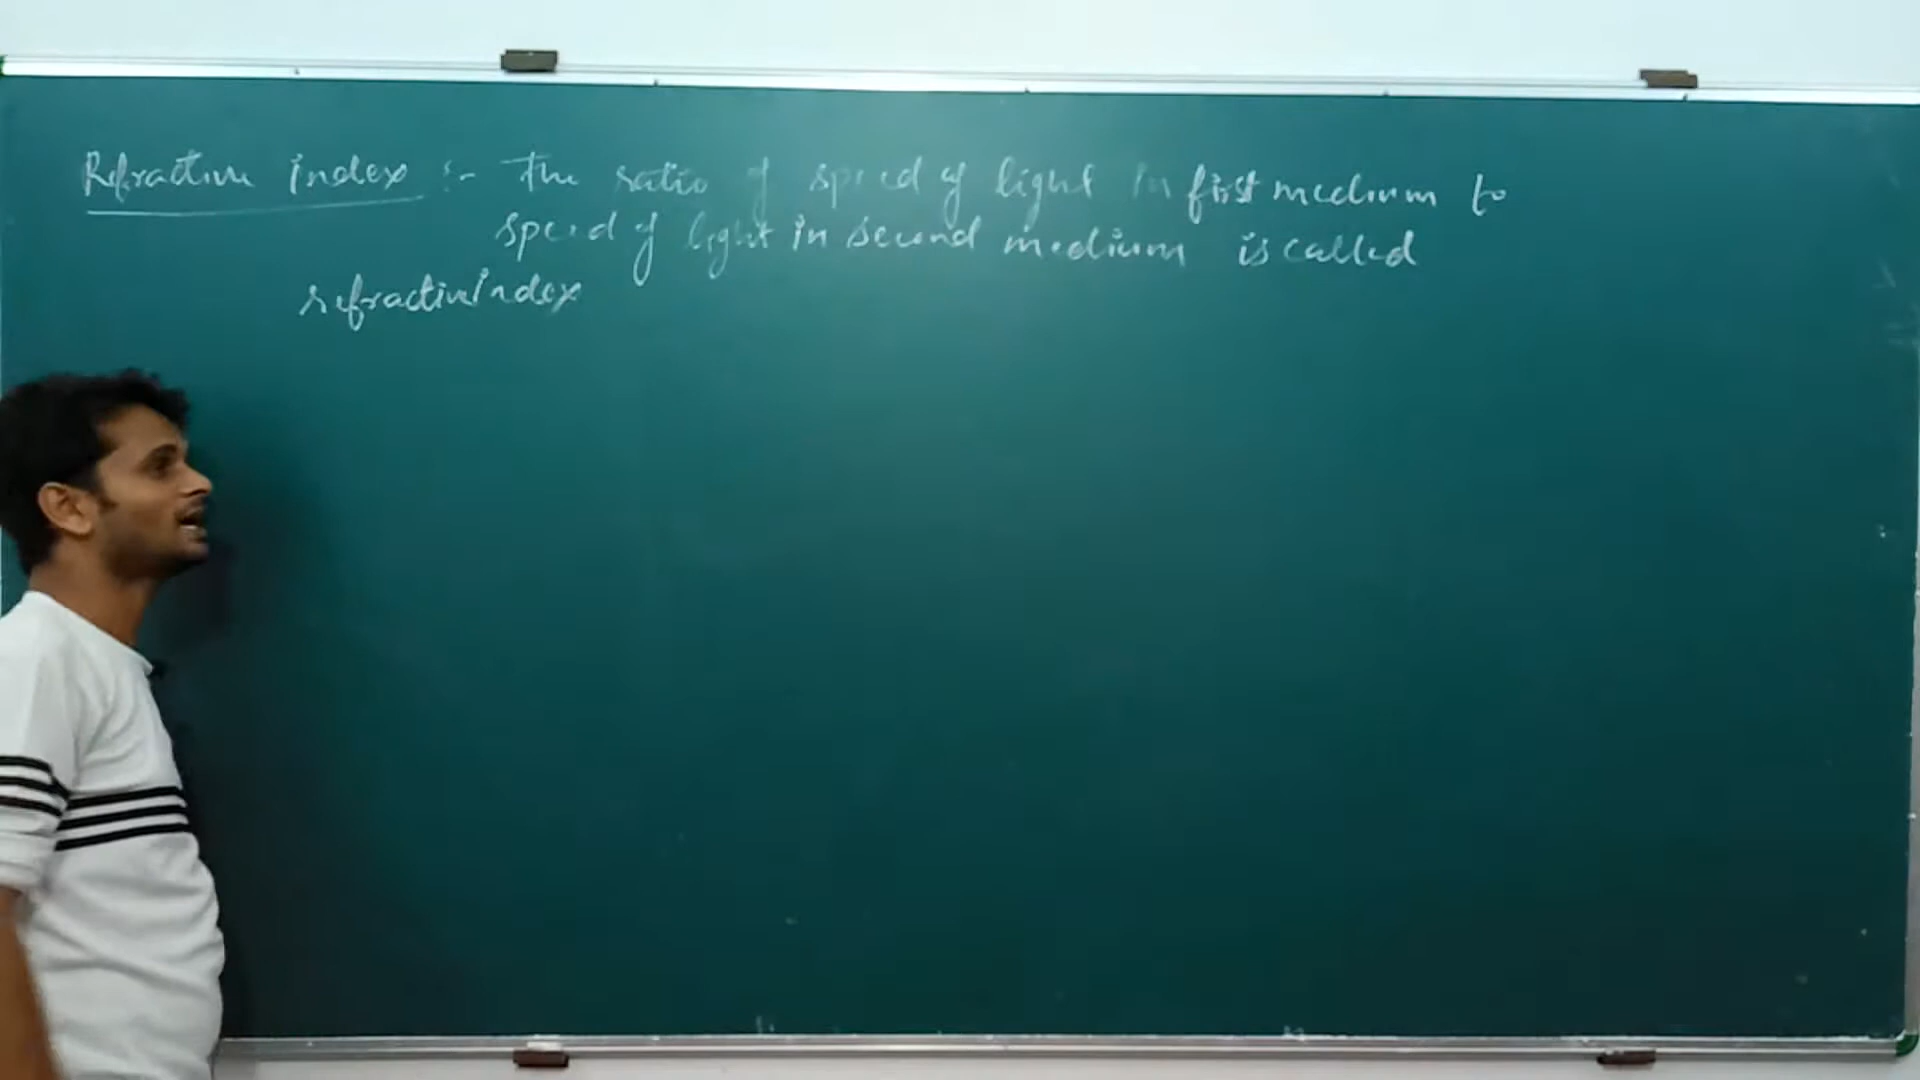 Refractive index :- The ratio of speed of light in first medium to
speed of light in second medium is called
refractive index